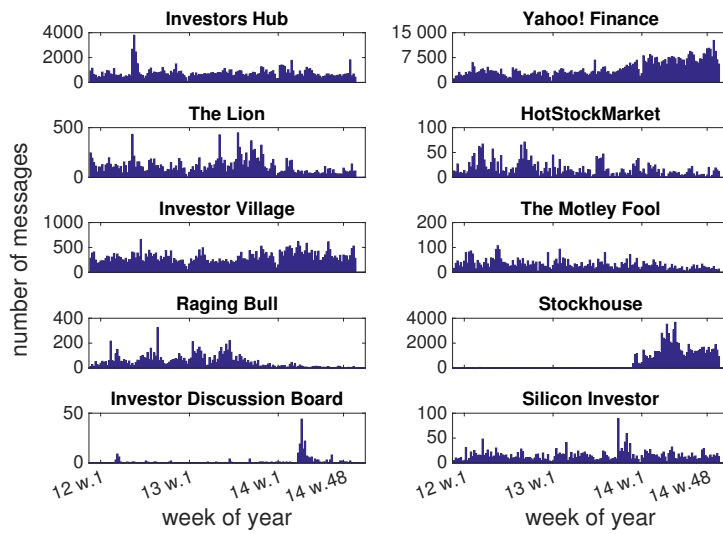 Investors Hub
4000
2000
0
Yahoo! Finance
15 000
7500
0
The Lion
500
0
HotStockMarket
100
50
0
Investor Village
1000
500
0
The Motley Fool
200
100
0
Raging Bull
400
200
0
Stockhouse
4000
2000
0
Investor Discussion Board
50
0
Silicon Investor
100
50
0
number of messages
12 w.1
13 w.1
14 w.1
14 w.48
12 w.1
13 w.1
14 w.1
14 w.48
week of year
week of year